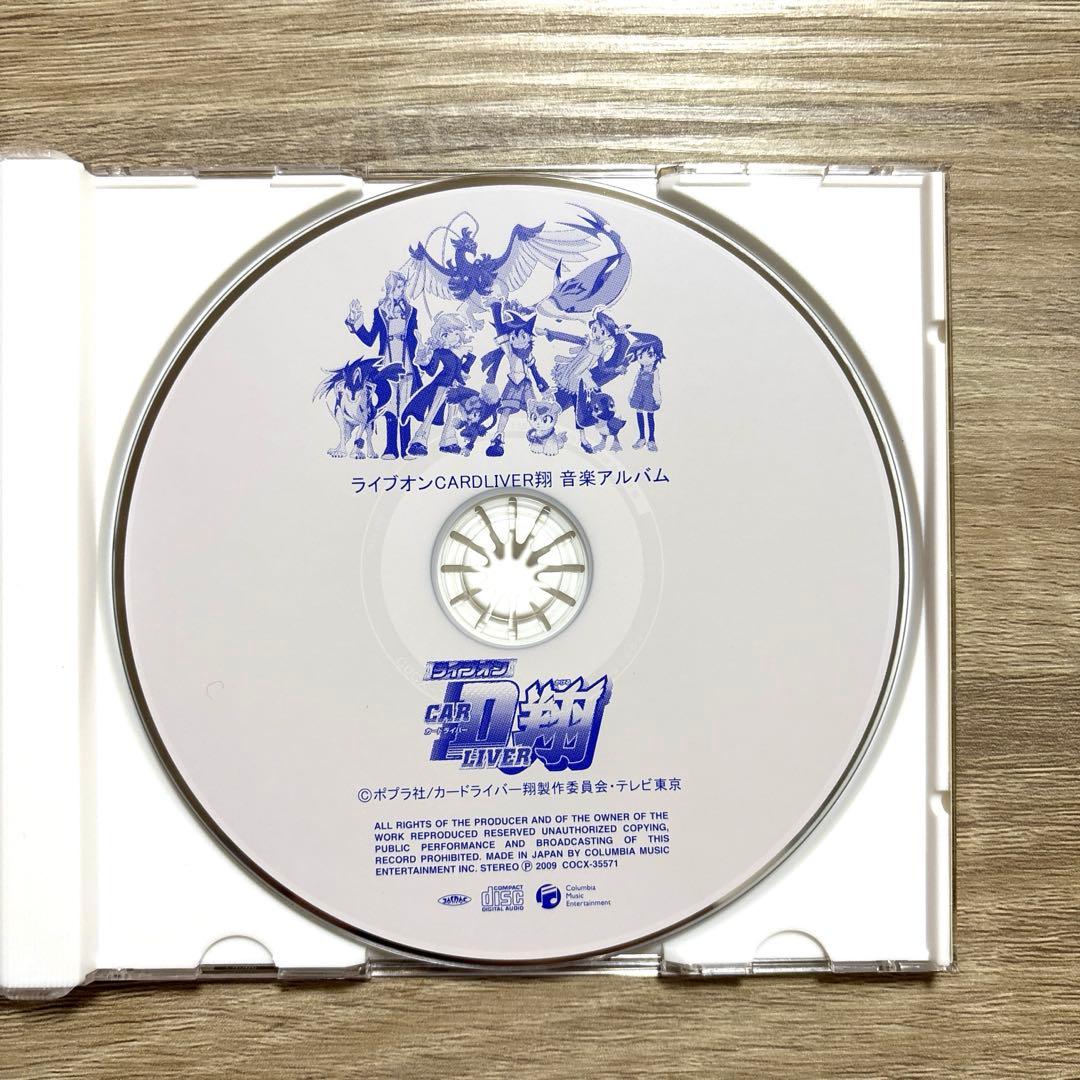 ライブオンCARDLIVER翔 音楽アルバム
ライブオン
CAR
D
カードライバー
LIVER
かける
翔
©ポプラ社/カードライバー翔製作委員会・テレビ東京
ALL RIGHTS OF THE PRODUCER AND OF THE OWNER OF THE
WORK REPRODUCED RESERVED UNAUTHORIZED COPYING,
PUBLIC PERFORMANCE AND BROADCASTING OF THIS
RECORD PROHIBITED. MADE IN JAPAN BY COLUMBIA MUSIC
ENTERTAINMENT INC. STEREO Ⓟ 2009 COCX-35571
COMPACT
disc
DIGITAL AUDIO
Columbia
Music
Entertainment